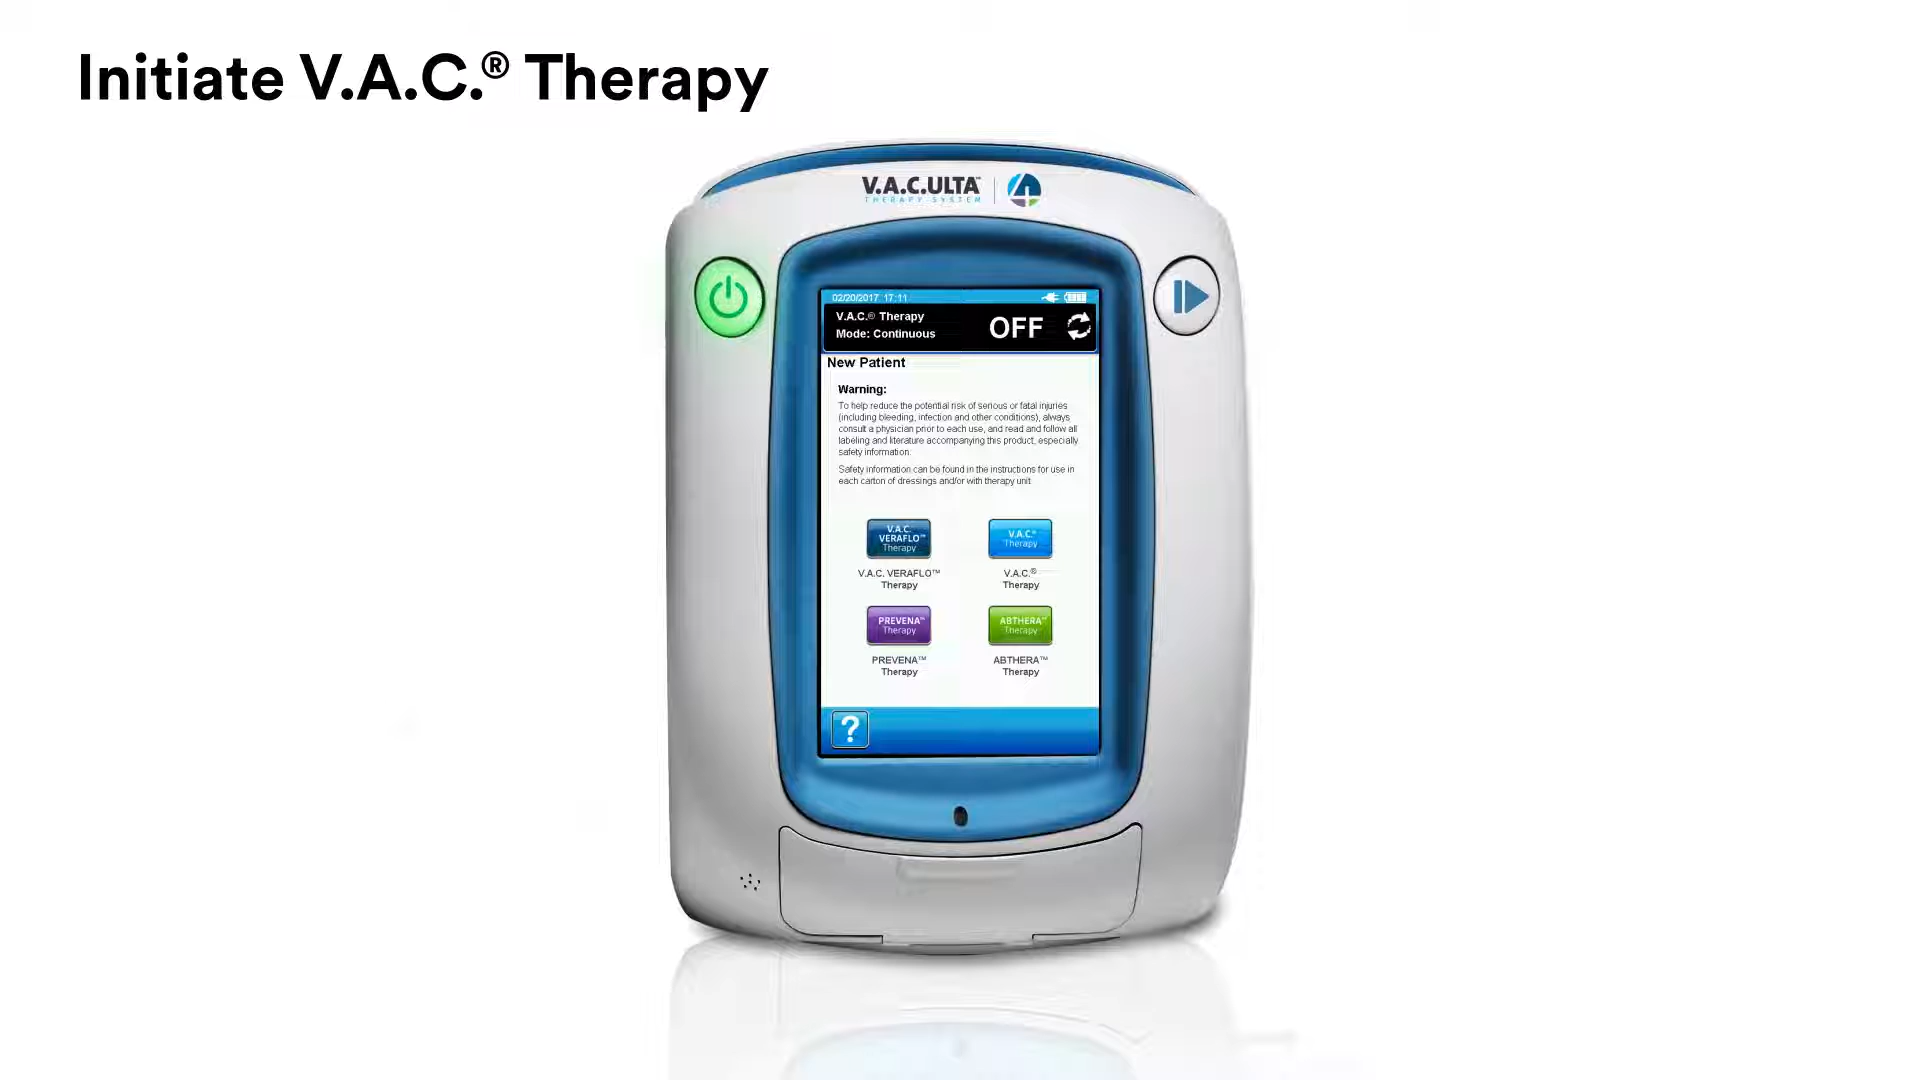 Initiate V.A.C.® Therapy
V.A.C.ULTA™
THERAPY SYSTEM
4
02/20/2017 17:11
V.A.C.® Therapy
Mode: Continuous
OFF
New Patient
Warning:
To help reduce the potential risk of serious or fatal injuries
(including bleeding, infection and other conditions), always
consult a physician prior to each use, and read and follow all
labeling and literature accompanying this product, especially
safety information.
Safety information can be found in the instructions for use in
each carton of dressings and/or with therapy unit
V.A.C.
VERAFLO™
Therapy
V.A.C.®
Therapy
V.A.C. VERAFLO™
Therapy
V.A.C.®
Therapy
PREVENA™
Therapy
ABTHERA™
Therapy
PREVENA™
Therapy
ABTHERA™
Therapy
?